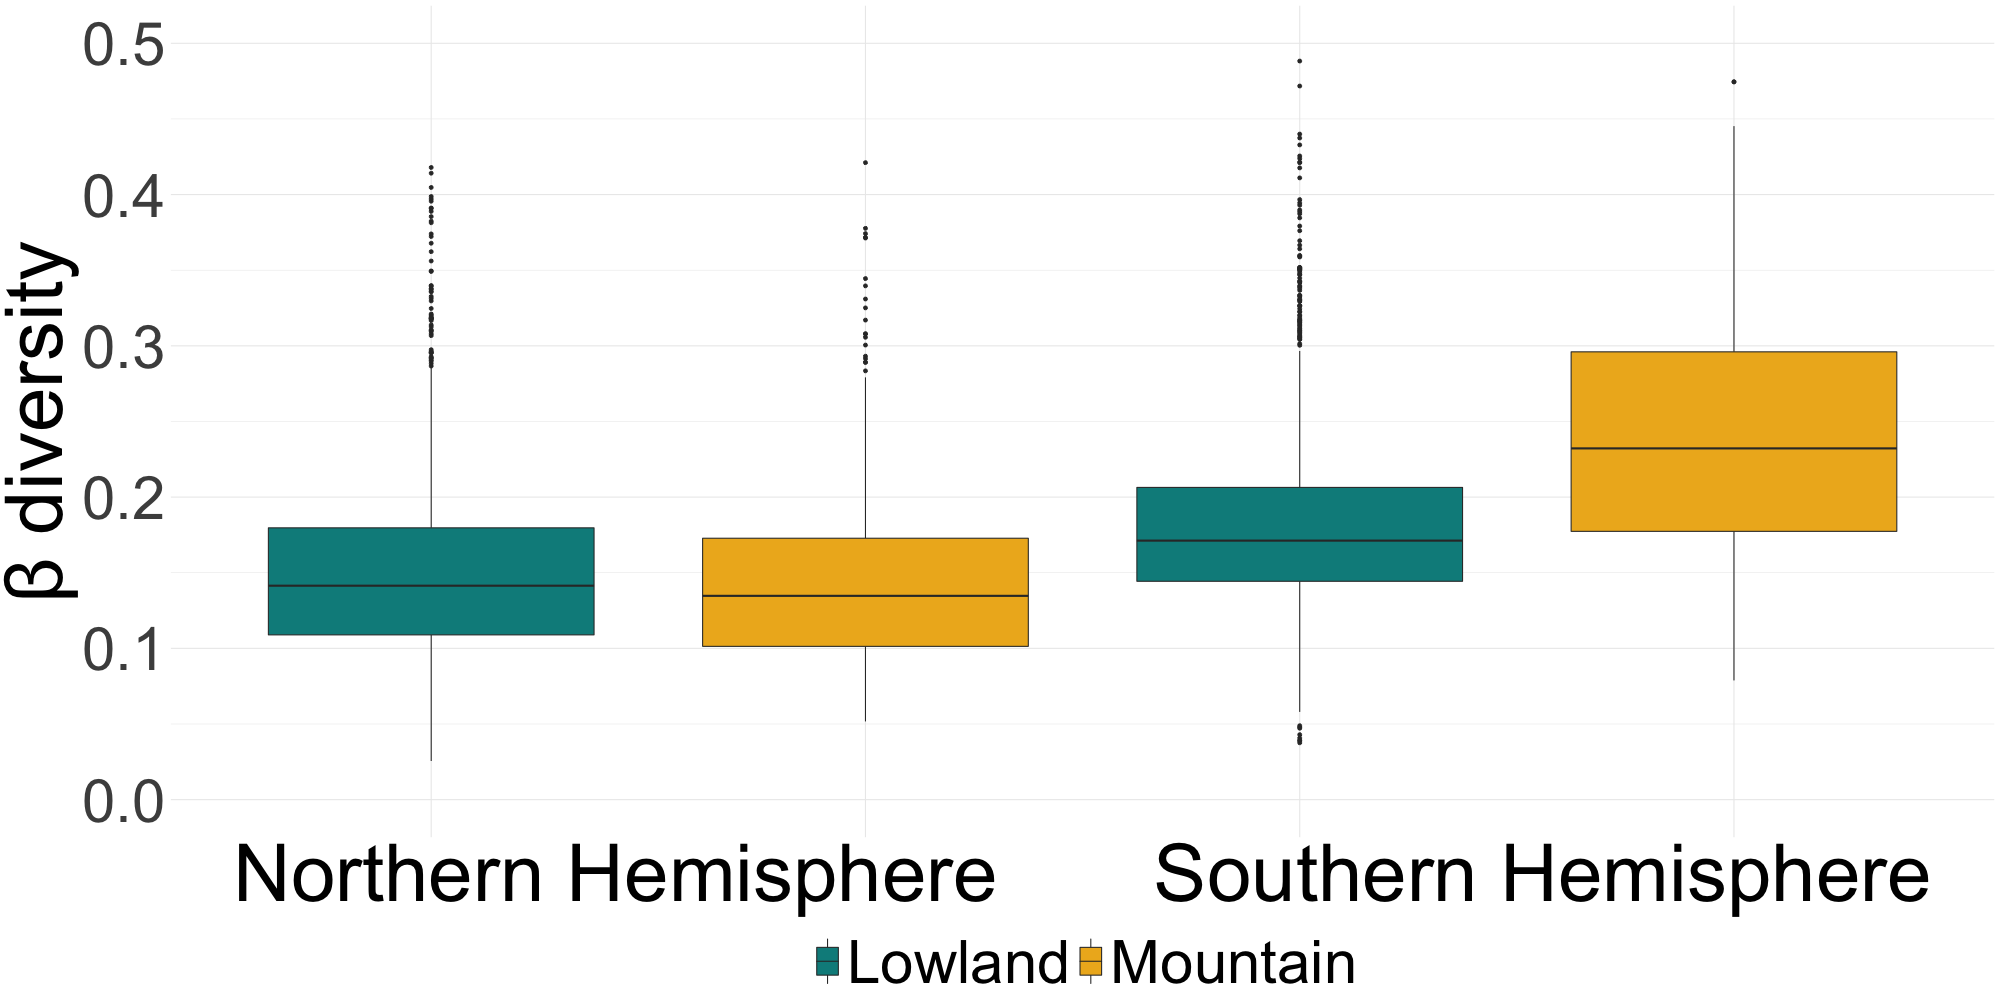 β diversity
0.5
0.4
0.3
0.2
0.1
0.0
Northern Hemisphere
Southern Hemisphere
Lowland
Mountain